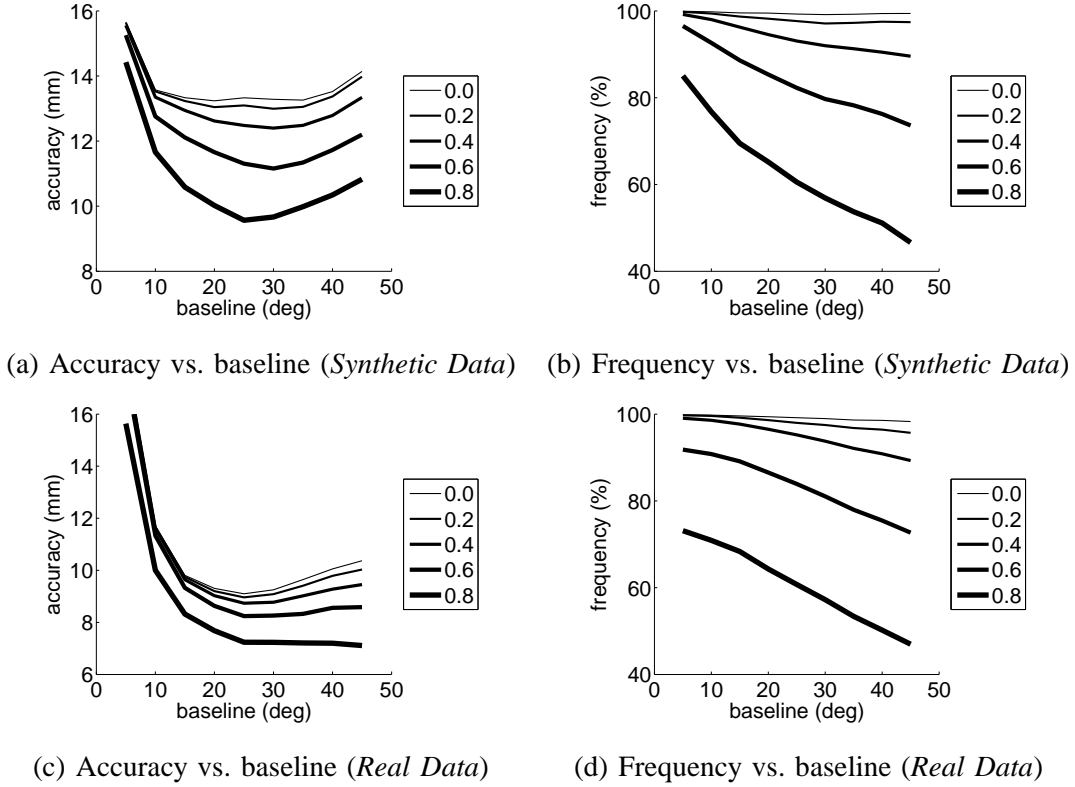 16
14
12
10
8
accuracy (mm)
0 10 20 30 40 50
baseline (deg)
0.0
0.2
0.4
0.6
0.8
100
80
60
40
frequency (%)
0 10 20 30 40 50
baseline (deg)
0.0
0.2
0.4
0.6
0.8
(a) Accuracy vs. baseline (Synthetic Data)
(b) Frequency vs. baseline (Synthetic Data)
16
14
12
10
8
6
accuracy (mm)
0 10 20 30 40 50
baseline (deg)
0.0
0.2
0.4
0.6
0.8
100
80
60
40
frequency (%)
0 10 20 30 40 50
baseline (deg)
0.0
0.2
0.4
0.6
0.8
(c) Accuracy vs. baseline (Real Data)
(d) Frequency vs. baseline (Real Data)